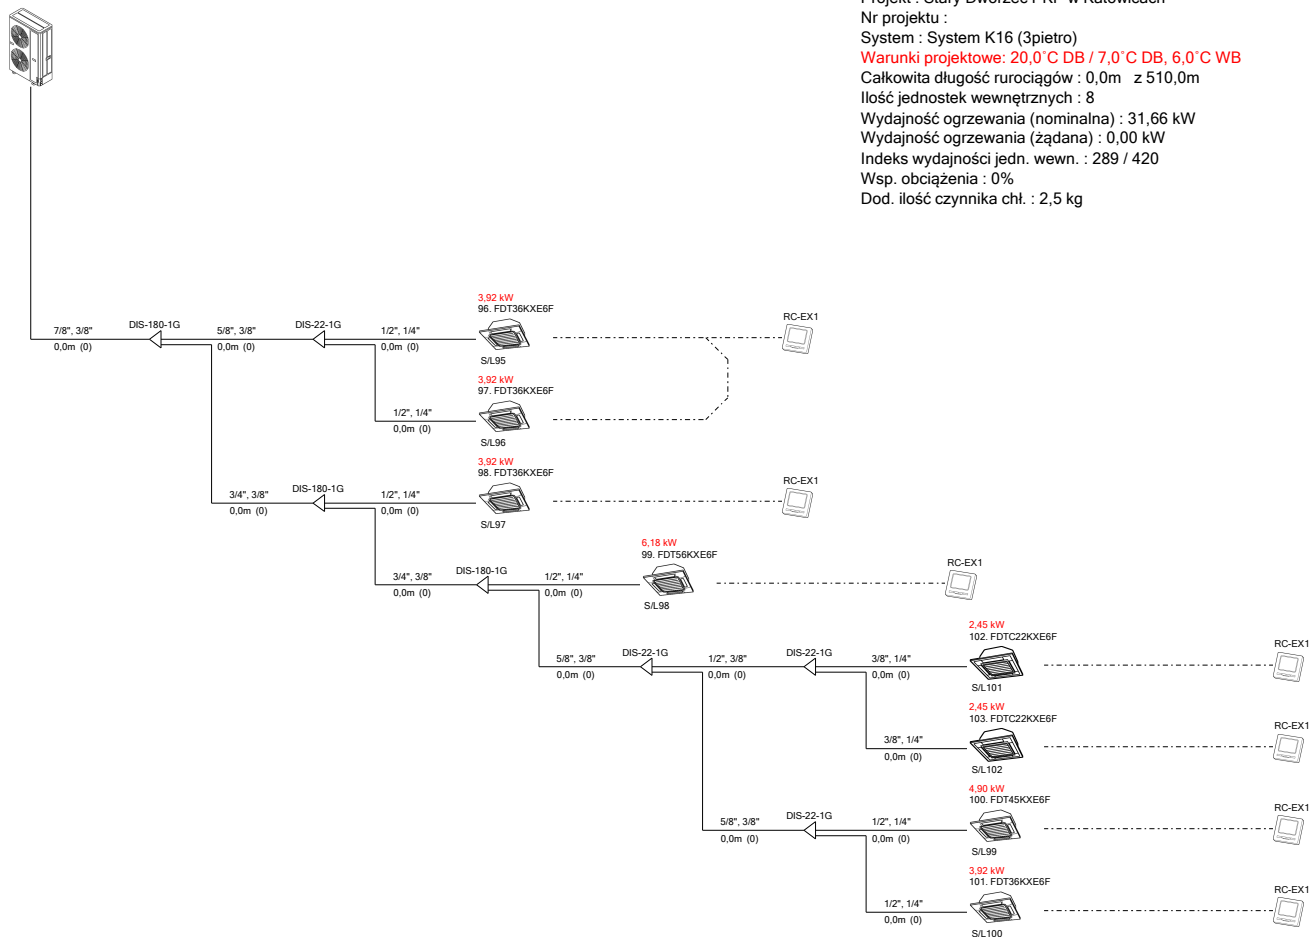 Projekt : Stary Dworzec PKP w Katowicach
Nr projektu :
System : System K16 (3pietro)
Warunki projektowe: 20,0°C DB / 7,0°C DB, 6,0°C WB
Całkowita długość rurociągów : 0,0m z 510,0m
Ilość jednostek wewnętrznych : 8
Wydajność ogrzewania (nominalna) : 31,66 kW
Wydajność ogrzewania (żądana) : 0,00 kW
Indeks wydajności jedn. wewn. : 289 / 420
Wsp. obciążenia : 0%
Dod. ilość czynnika chł. : 2,5 kg
3,92 kW
96. FDT36KXE6F
RC-EX1
7/8", 3/8"
DIS-180-1G
5/8", 3/8"
DIS-22-1G
1/2", 1/4"
0,0m (0)
0,0m (0)
0,0m (0)
S/L95
3,92 kW
97. FDT36KXE6F
1/2", 1/4"
0,0m (0)
S/L96
3,92 kW
98. FDT36KXE6F
RC-EX1
3/4", 3/8"
DIS-180-1G
1/2", 1/4"
0,0m (0)
0,0m (0)
S/L97
6,18 kW
99. FDT56KXE6F
RC-EX1
3/4", 3/8"
DIS-180-1G
1/2", 1/4"
0,0m (0)
0,0m (0)
S/L98
2,45 kW
102. FDTC22KXE6F
RC-EX1
5/8", 3/8"
DIS-22-1G
1/2", 3/8"
DIS-22-1G
3/8", 1/4"
0,0m (0)
0,0m (0)
0,0m (0)
S/L101
2,45 kW
103. FDTC22KXE6F
RC-EX1
3/8", 1/4"
0,0m (0)
S/L102
4,90 kW
100. FDT45KXE6F
RC-EX1
5/8", 3/8"
DIS-22-1G
1/2", 1/4"
0,0m (0)
0,0m (0)
S/L99
3,92 kW
101. FDT36KXE6F
RC-EX1
1/2", 1/4"
0,0m (0)
S/L100